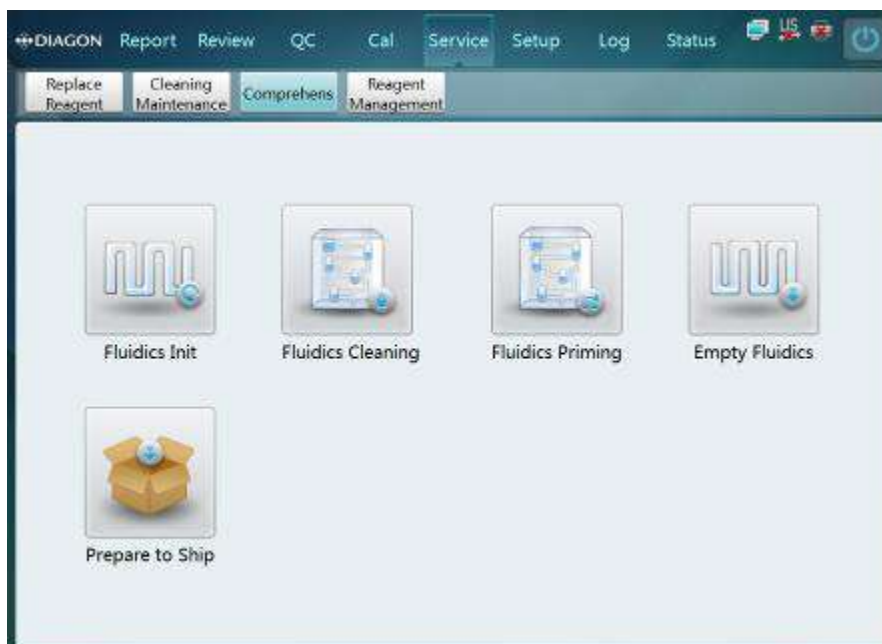 DIAGON Report Review QC Cal Service Setup Log Status US
Replace Reagent
Cleaning Maintenance
Comprehens
Reagent Management
Fluidics Init
Fluidics Cleaning
Fluidics Priming
Empty Fluidics
Prepare to Ship